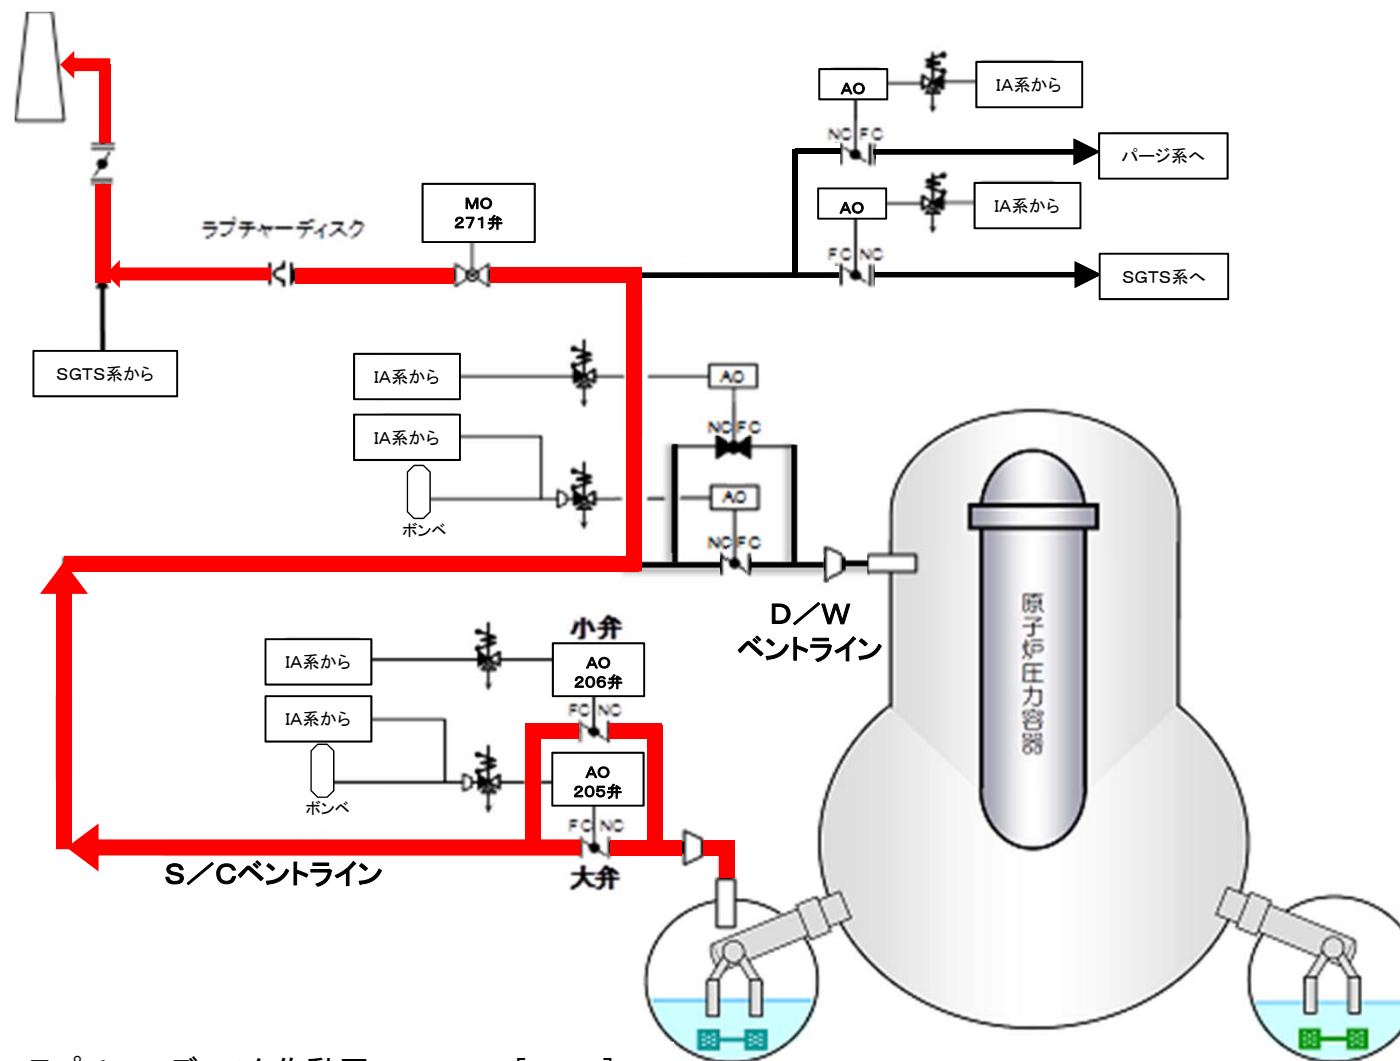 AO
IA系から
NC FC
パージ系へ
AO
IA系から
FC NC
SGTS系へ
MO
271弁
ラプチャーディスク
SGTS系から
IA系から
AO
NC FC
IA系から
ボンベ
AO
NC FC
D/W
ベントライン
原子炉圧力容器
小弁
IA系から
AO
206弁
FC NC
IA系から
ボンベ
AO
205弁
FC NC
大弁
S/Cベントライン